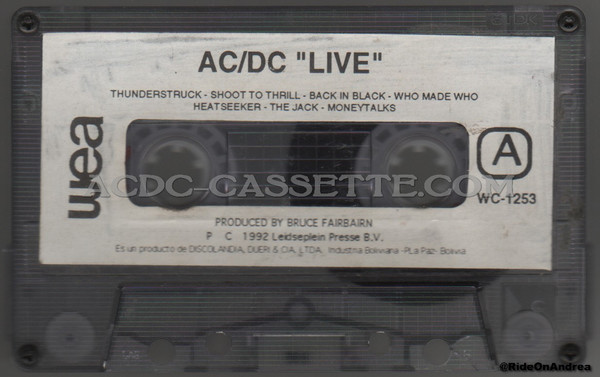 AC/DC "LIVE"
THUNDERSTRUCK - SHOOT TO THRILL - BACK IN BLACK - WHO MADE WHO
HEATSEEKER - THE JACK - MONEYTALKS
wea
A
ACDC-CASSETTE.COM
WC-1253
PRODUCED BY BRUCE FAIRBAIRN
P C 1992 Leidseplein Presse B.V.
Es un producto de DISCOLANDIA, DUERI & CIA, LTDA, Industria Boliviana -PLa Paz- Bolivia
@RideOnAndrea